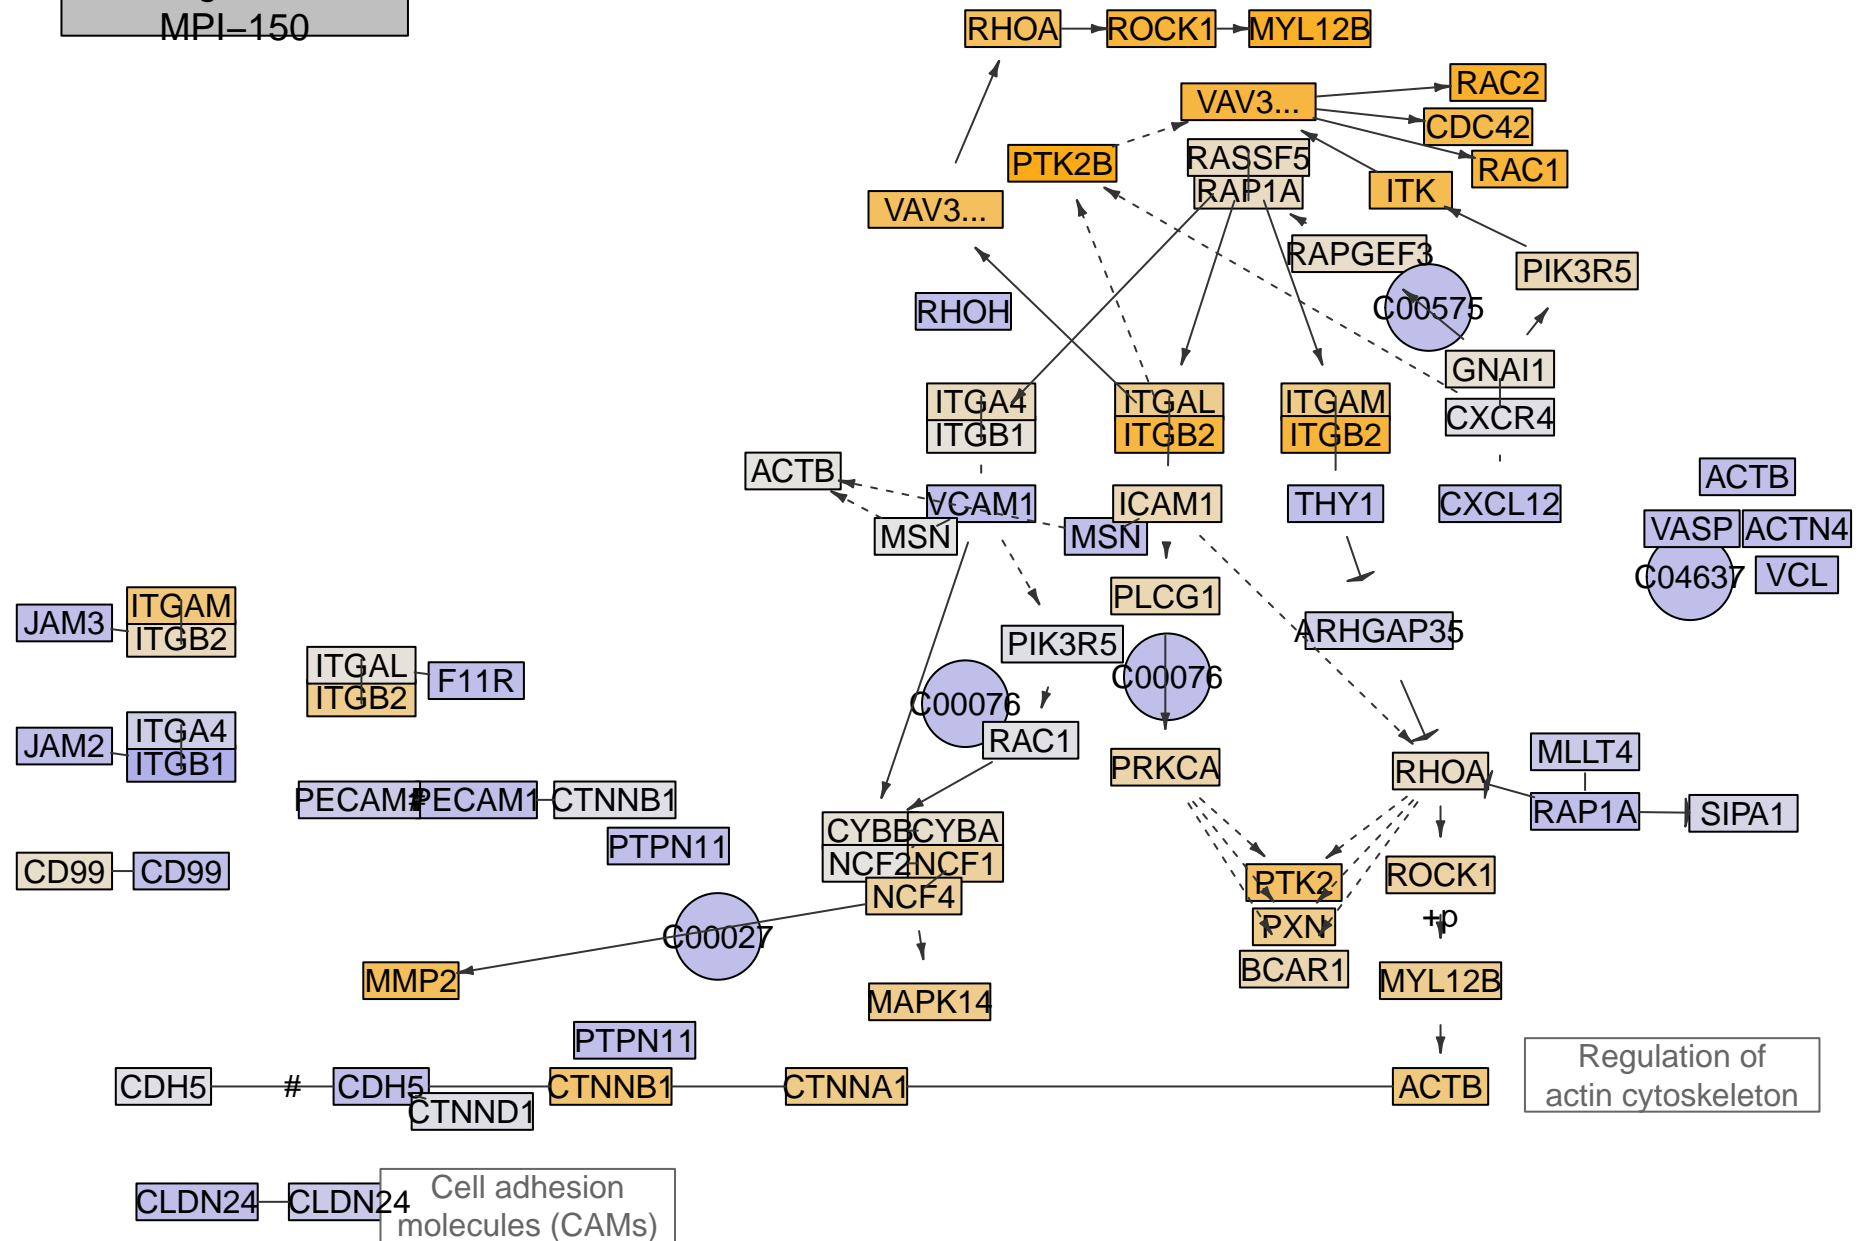 MPI−150
RHOA
ROCK1
MYL12B
RAC2
VAV3...
CDC42
RASSF5
PTK2B
RAC1
RAP1A
ITK
VAV3...
RAPGEF3
PIK3R5
RHOH
C00575
GNAI1
ITGA4
ITGAL
ITGAM
CXCR4
ITGB1
ITGB2
ITGB2
ACTB
ACTB
VCAM1
ICAM1
THY1
CXCL12
MSN
MSN
VASP
ACTN4
C04637
VCL
PLCG1
ITGAM
JAM3
ITGB2
ARHGAP35
PIK3R5
ITGAL
F11R
ITGB2
C00076
C00076
ITGA4
JAM2
ITGB1
RAC1
MLLT4
PRKCA
RHOA
PECAM1
#
PECAM1
CTNNB1
RAP1A
SIPA1
CYBB
CYBA
PTPN11
NCF2
NCF1
CD99
CD99
NCF4
PTK2
ROCK1
+p
PXN
C00027
BCAR1
MMP2
MYL12B
MAPK14
PTPN11
Regulation of
actin cytoskeleton
CDH5
#
CDH5
CTNNB1
CTNNA1
ACTB
CTNND1
Cell adhesion
molecules (CAMs)
CLDN24
CLDN24